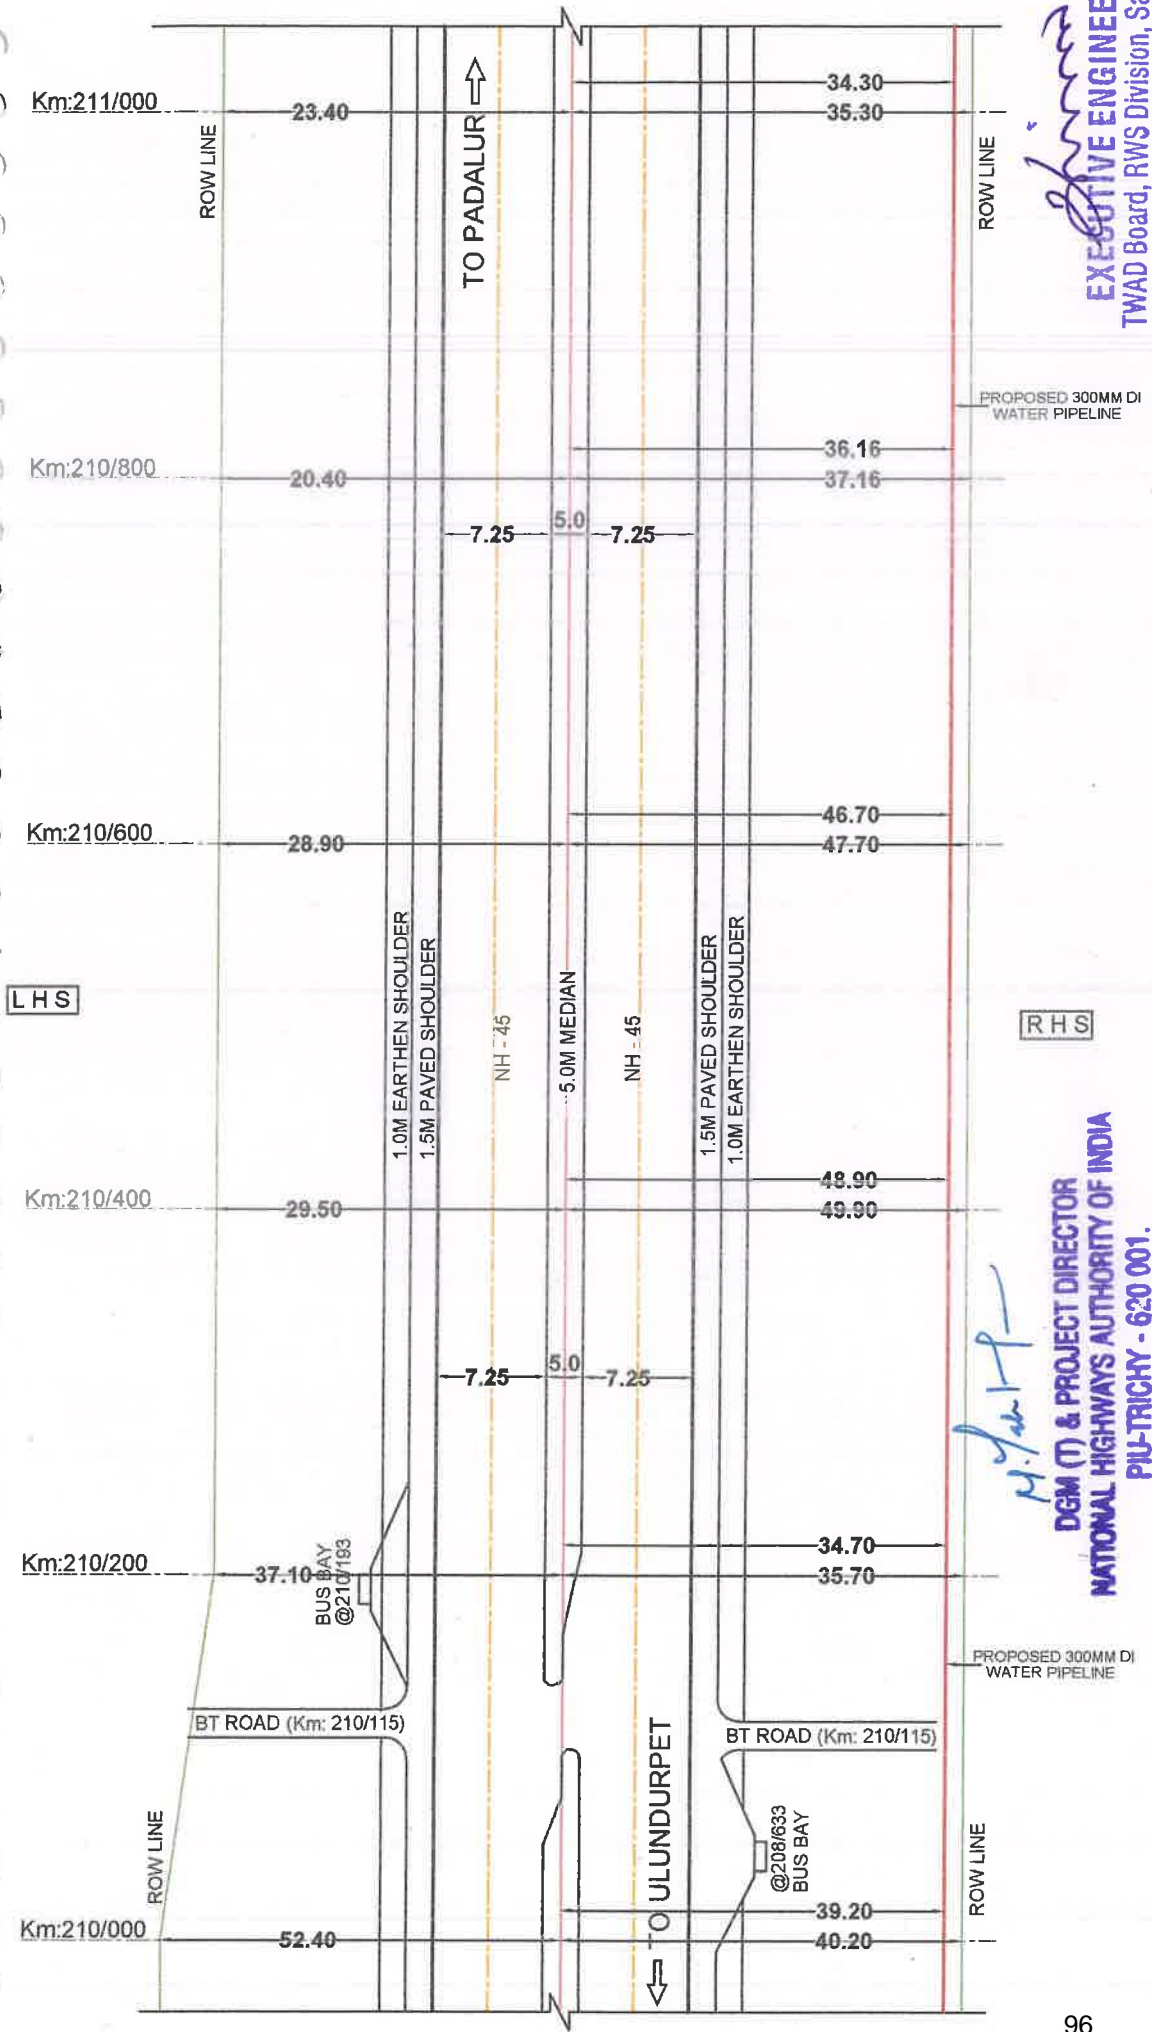 34.30
Km:211/000
23.40
35.30
ROW LINE
TO PADALUR
ROW LINE
EXECUTIVE ENGINEE
TWAD Board, RWS Division, Sa
PROPOSED 300MM DI
WATER PIPELINE
36.16
Km:210/800
20.40
37.16
7.25
5.0
7.25
46.70
Km:210/600
28.90
47.70
1.0M EARTHEN SHOULDER
1.5M PAVED SHOULDER
NH - 45
5.0M MEDIAN
NH - 45
1.5M PAVED SHOULDER
1.0M EARTHEN SHOULDER
LHS
RHS
48.90
Km:210/400
29.50
49.90
DGM (T) & PROJECT DIRECTOR
NATIONAL HIGHWAYS AUTHORITY OF INDIA
PIU-TRICHY - 620 001.
7.25
5.0
7.25
34.70
Km:210/200
37.10
35.70
BUS BAY
@210/193
PROPOSED 300MM DI
WATER PIPELINE
BT ROAD (Km: 210/115)
BT ROAD (Km: 210/115)
ROW LINE
TO ULUNDURPET
@208/633
BUS BAY
ROW LINE
39.20
Km:210/000
52.40
40.20
96